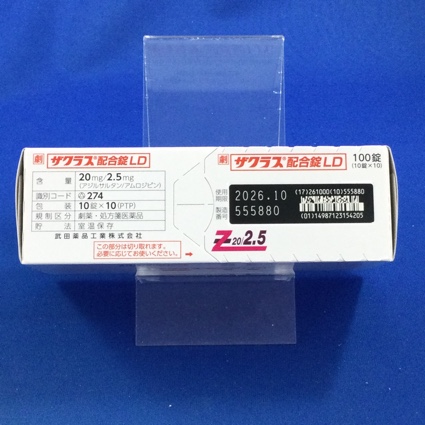 劇 ザクラス®配合錠LD
含量 20mg/2.5mg
(アジルサルタン/アムロジピン)
識別コード 274
包装 10錠×10(PTP)
規制区分 劇薬・処方箋医薬品
貯法 室温保存
武田薬品工業株式会社
この部分は切り取れます。
必要に応じてお使いください。
劇 ザクラス®配合錠LD 100錠
(10錠×10)
使用期限 2026.10
製造番号 555880
(17)261000(10)555880
(01)14987123154205
Z 20 2.5